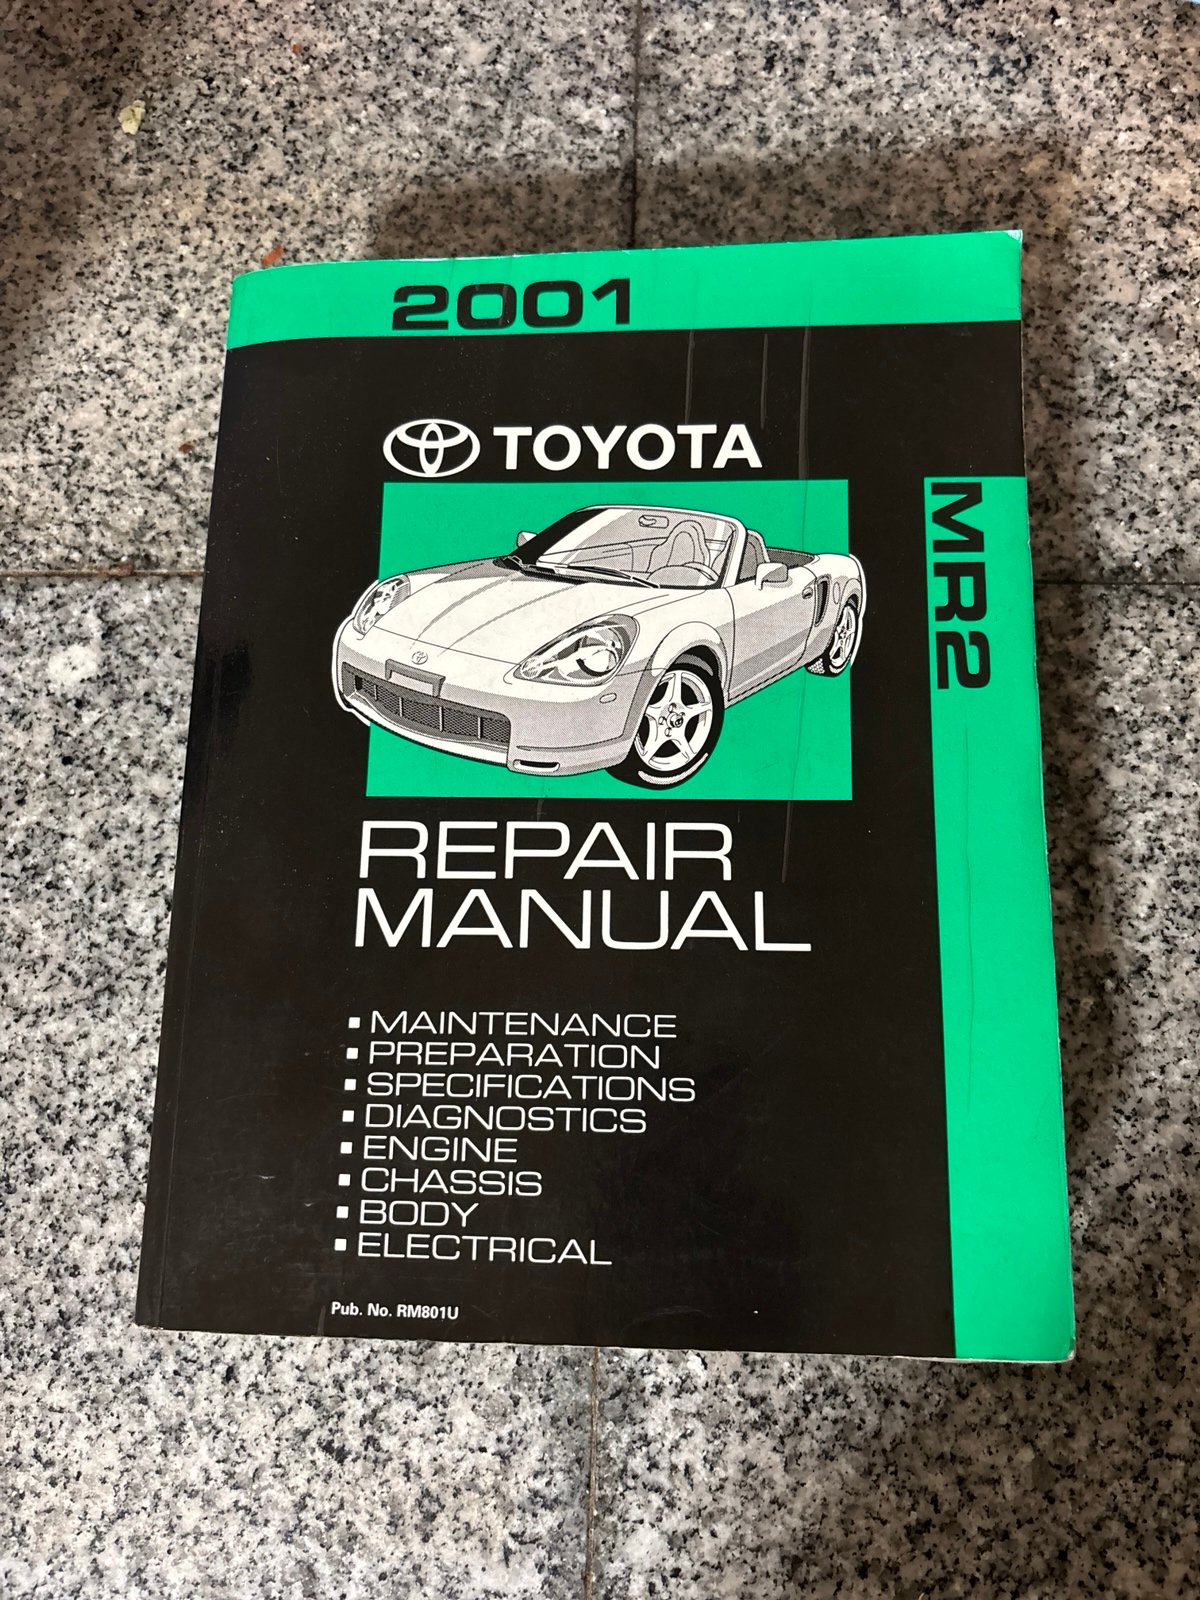 2001
TOYOTA
MR2
REPAIR
MANUAL
▪ MAINTENANCE
▪ PREPARATION
▪ SPECIFICATIONS
▪ DIAGNOSTICS
▪ ENGINE
▪ CHASSIS
▪ BODY
▪ ELECTRICAL
Pub. No. RM801U